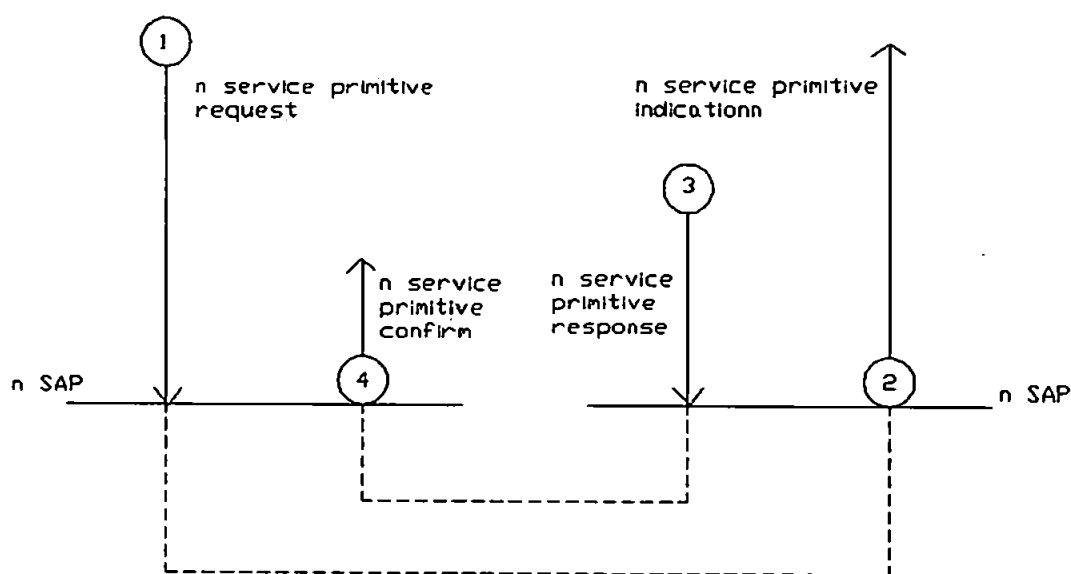 1
n service primitive
request
n service primitive
indicationn
3
n service
primitive
confirm
n service
primitive
response
n SAP
4
2
n SAP